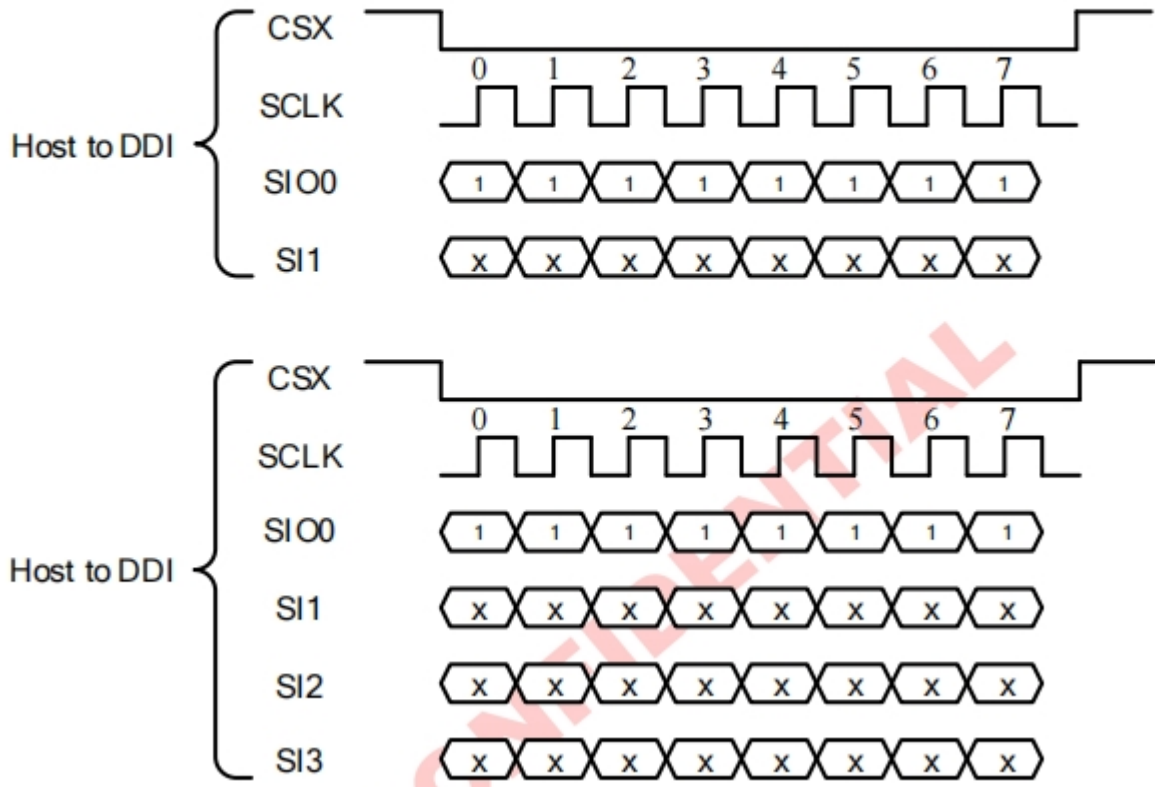 CSX
0 1 2 3 4 5 6 7
SCLK
Host to DDI
SIO0 1 1 1 1 1 1 1 1
SI1 X X X X X X X X
CSX
0 1 2 3 4 5 6 7
SCLK
SIO0 1 1 1 1 1 1 1 1
Host to DDI
SI1 X X X X X X X X
SI2 X X X X X X X X
SI3 X X X X X X X X
ONFIDENTIAL